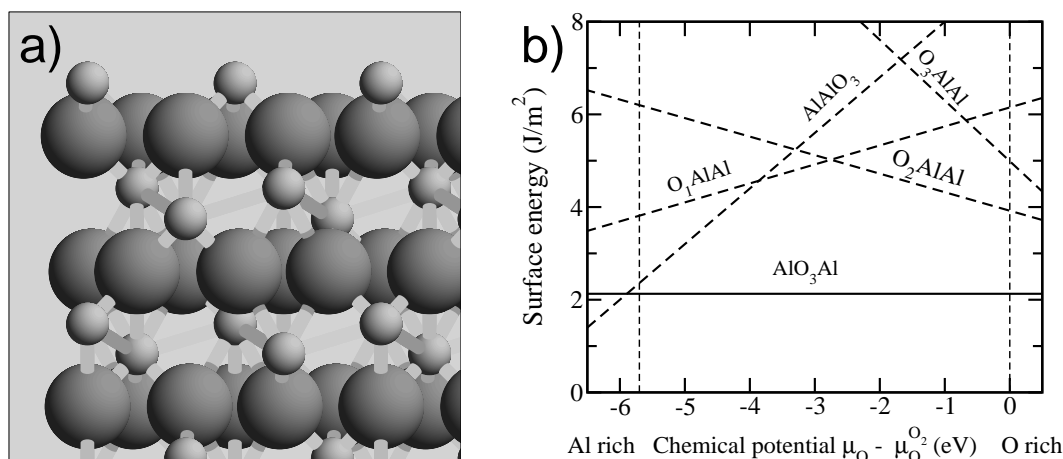 a)
b)
Surface energy (J/m²)
8
6
4
2
0
AlAlO₃
O₃AlAl
O₁AlAl
O₂AlAl
AlO₃Al
-6 -5 -4 -3 -2 -1 0
Al rich Chemical potential μ_O - μ_O^O₂ (eV) O rich